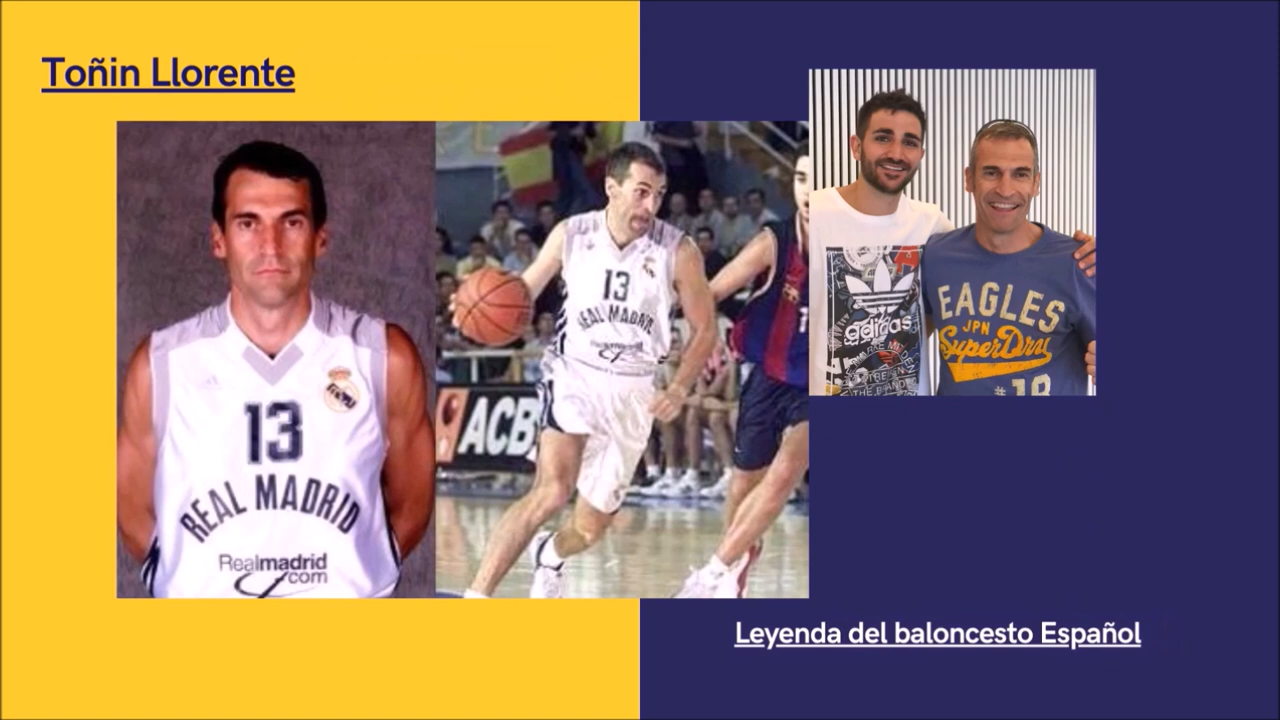 Toñin Llorente
13
REAL MADRID
Realmadrid
.com
13
REAL MADRID
ACB
adidas
EAGLES
JPN
SuperDry
#18
Leyenda del baloncesto Español